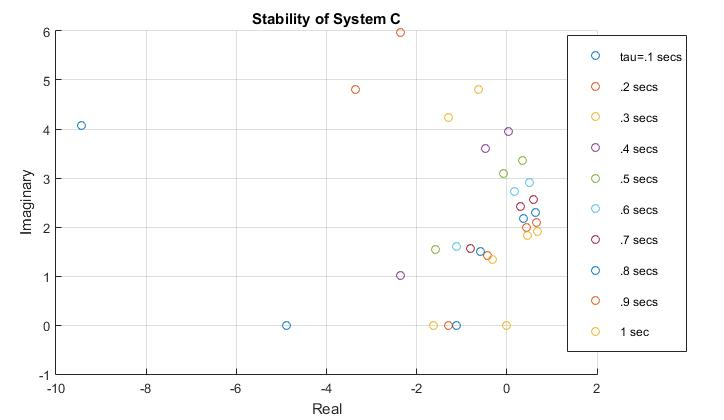 Stability of System C
6
5
4
3
2
1
0
-1
Imaginary
-10 -8 -6 -4 -2 0 2
Real
tau=.1 secs
.2 secs
.3 secs
.4 secs
.5 secs
.6 secs
.7 secs
.8 secs
.9 secs
1 sec